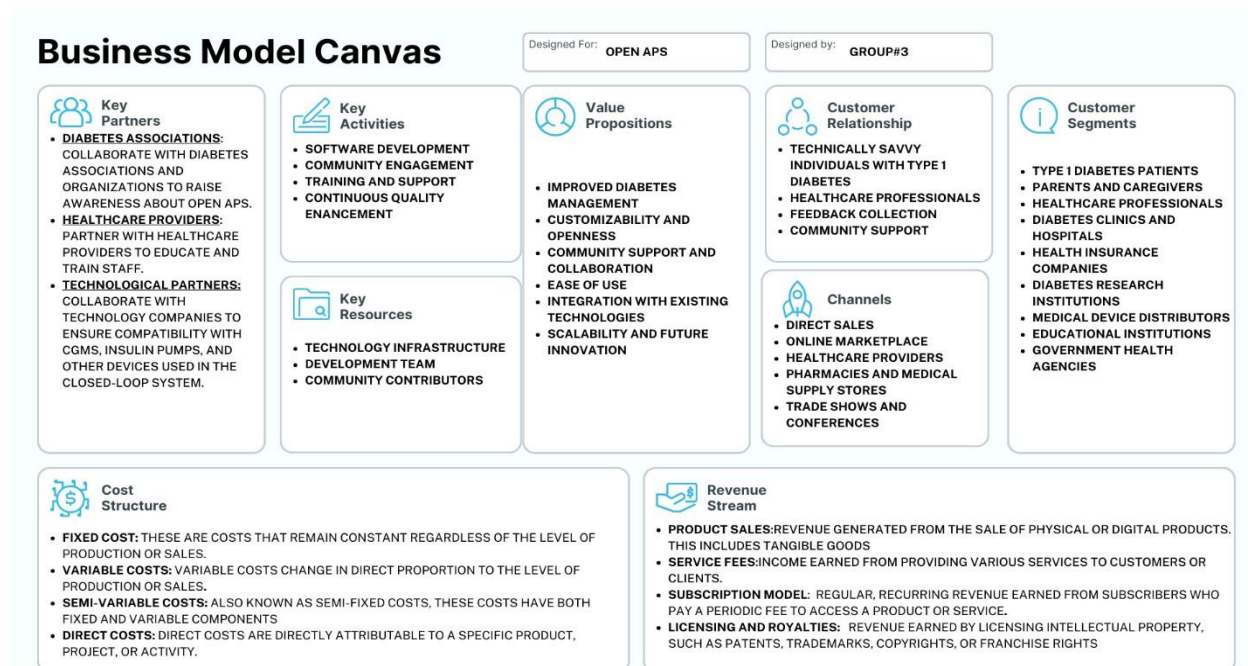 Business Model Canvas
Designed For:
OPEN APS
Designed by:
GROUP#3
Key
Partners
• DIABETES ASSOCIATIONS:
COLLABORATE WITH DIABETES
ASSOCIATIONS AND
ORGANIZATIONS TO RAISE
AWARENESS ABOUT OPEN APS.
• HEALTHCARE PROVIDERS:
PARTNER WITH HEALTHCARE
PROVIDERS TO EDUCATE AND
TRAIN STAFF.
• TECHNOLOGICAL PARTNERS:
COLLABORATE WITH
TECHNOLOGY COMPANIES TO
ENSURE COMPATIBILITY WITH
CGMS, INSULIN PUMPS, AND
OTHER DEVICES USED IN THE
CLOSED-LOOP SYSTEM.
Key
Activities
• SOFTWARE DEVELOPMENT
• COMMUNITY ENGAGEMENT
• TRAINING AND SUPPORT
• CONTINUOUS QUALITY
ENANCEMENT
Key
Resources
• TECHNOLOGY INFRASTRUCTURE
• DEVELOPMENT TEAM
• COMMUNITY CONTRIBUTORS
Value
Propositions
• IMPROVED DIABETES
MANAGEMENT
• CUSTOMIZABILITY AND
OPENNESS
• COMMUNITY SUPPORT AND
COLLABORATION
• EASE OF USE
• INTEGRATION WITH EXISTING
TECHNOLOGIES
• SCALABILITY AND FUTURE
INNOVATION
Customer
Relationship
• TECHNICALLY SAVVY
INDIVIDUALS WITH TYPE 1
DIABETES
• HEALTHCARE PROFESSIONALS
• FEEDBACK COLLECTION
• COMMUNITY SUPPORT
Channels
• DIRECT SALES
• ONLINE MARKETPLACE
• HEALTHCARE PROVIDERS
• PHARMACIES AND MEDICAL
SUPPLY STORES
• TRADE SHOWS AND
CONFERENCES
Customer
Segments
• TYPE 1 DIABETES PATIENTS
• PARENTS AND CAREGIVERS
• HEALTHCARE PROFESSIONALS
• DIABETES CLINICS AND
HOSPITALS
• HEALTH INSURANCE
COMPANIES
• DIABETES RESEARCH
INSTITUTIONS
• MEDICAL DEVICE DISTRIBUTORS
• EDUCATIONAL INSTITUTIONS
• GOVERNMENT HEALTH
AGENCIES
Cost
Structure
• FIXED COST: THESE ARE COSTS THAT REMAIN CONSTANT REGARDLESS OF THE LEVEL OF
PRODUCTION OR SALES.
• VARIABLE COSTS: VARIABLE COSTS CHANGE IN DIRECT PROPORTION TO THE LEVEL OF
PRODUCTION OR SALES.
• SEMI-VARIABLE COSTS: ALSO KNOWN AS SEMI-FIXED COSTS, THESE COSTS HAVE BOTH
FIXED AND VARIABLE COMPONENTS
• DIRECT COSTS: DIRECT COSTS ARE DIRECTLY ATTRIBUTABLE TO A SPECIFIC PRODUCT,
PROJECT, OR ACTIVITY.
Revenue
Stream
• PRODUCT SALES:REVENUE GENERATED FROM THE SALE OF PHYSICAL OR DIGITAL PRODUCTS.
THIS INCLUDES TANGIBLE GOODS
• SERVICE FEES:INCOME EARNED FROM PROVIDING VARIOUS SERVICES TO CUSTOMERS OR
CLIENTS.
• SUBSCRIPTION MODEL: REGULAR, RECURRING REVENUE EARNED FROM SUBSCRIBERS WHO
PAY A PERIODIC FEE TO ACCESS A PRODUCT OR SERVICE.
• LICENSING AND ROYALTIES: REVENUE EARNED BY LICENSING INTELLECTUAL PROPERTY,
SUCH AS PATENTS, TRADEMARKS, COPYRIGHTS, OR FRANCHISE RIGHTS